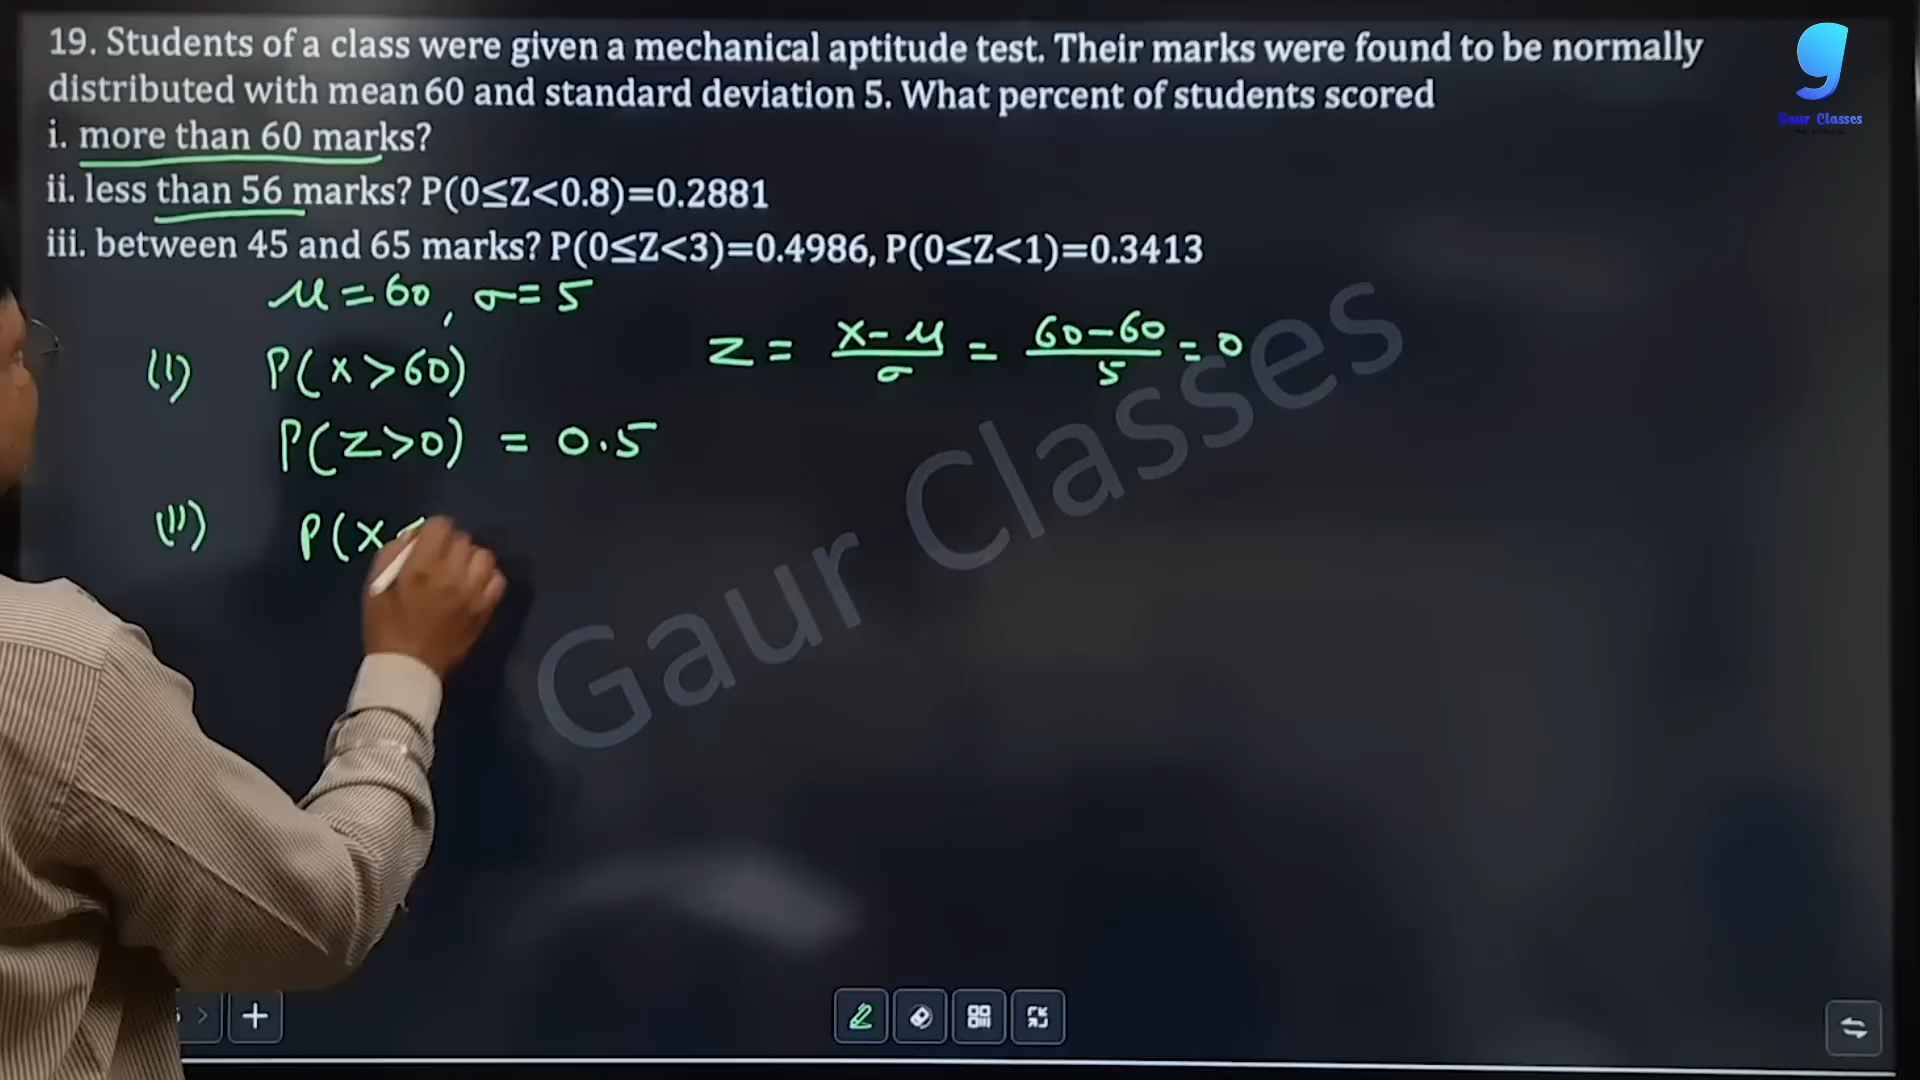 19. Students of a class were given a mechanical aptitude test. Their marks were found to be normally
distributed with mean 60 and standard deviation 5. What percent of students scored
i. more than 60 marks?
ii. less than 56 marks? P(0≤Z<0.8)=0.2881
iii. between 45 and 65 marks? P(0≤Z<3)=0.4986, P(0≤Z<1)=0.3413
μ = 60, σ = 5
(i) P(x>60)
z = x-μ/σ = 60-60/5 = 0
P(z>0) = 0.5
(ii) P(x<
Gaur Classes
g
Gaur Classes